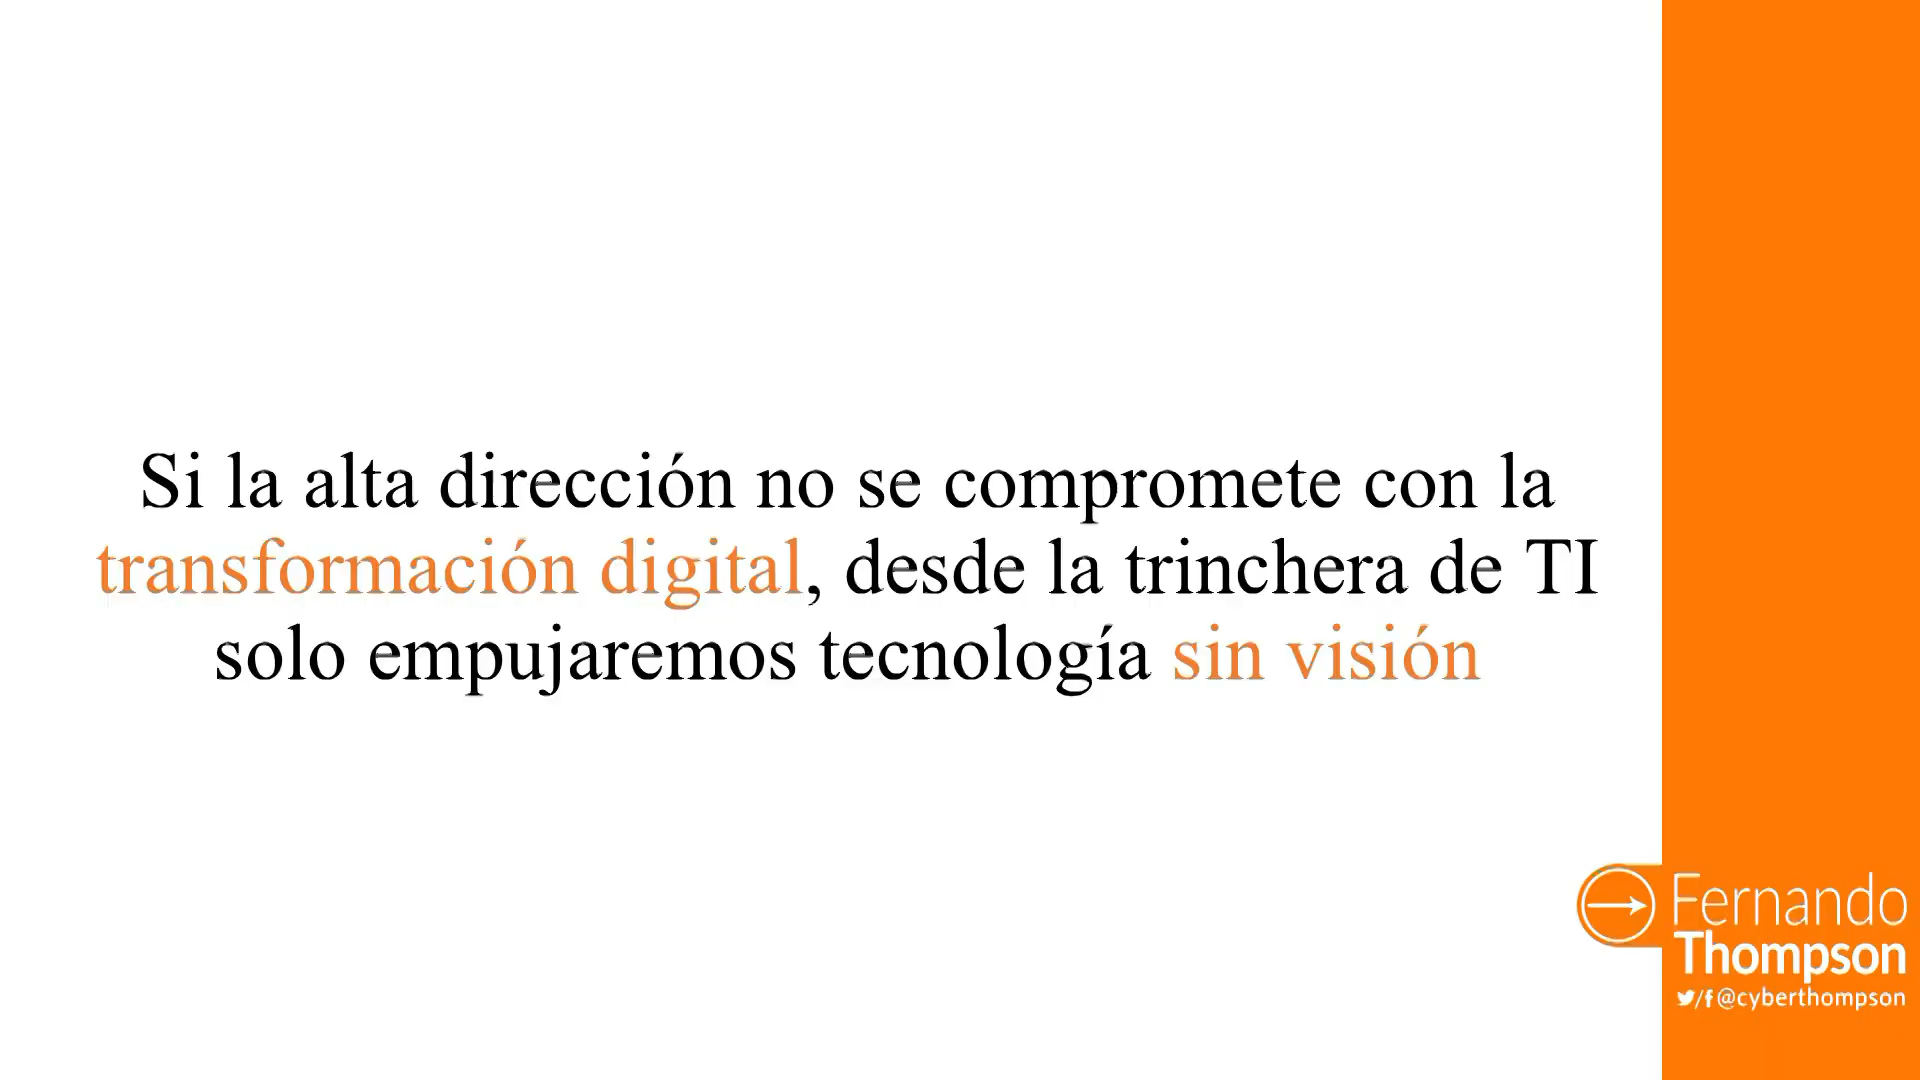 Si la alta dirección no se compromete con la
transformación digital, desde la trinchera de TI
solo empujaremos tecnología sin visión
Fernando
Thompson
/f@cyberthompson